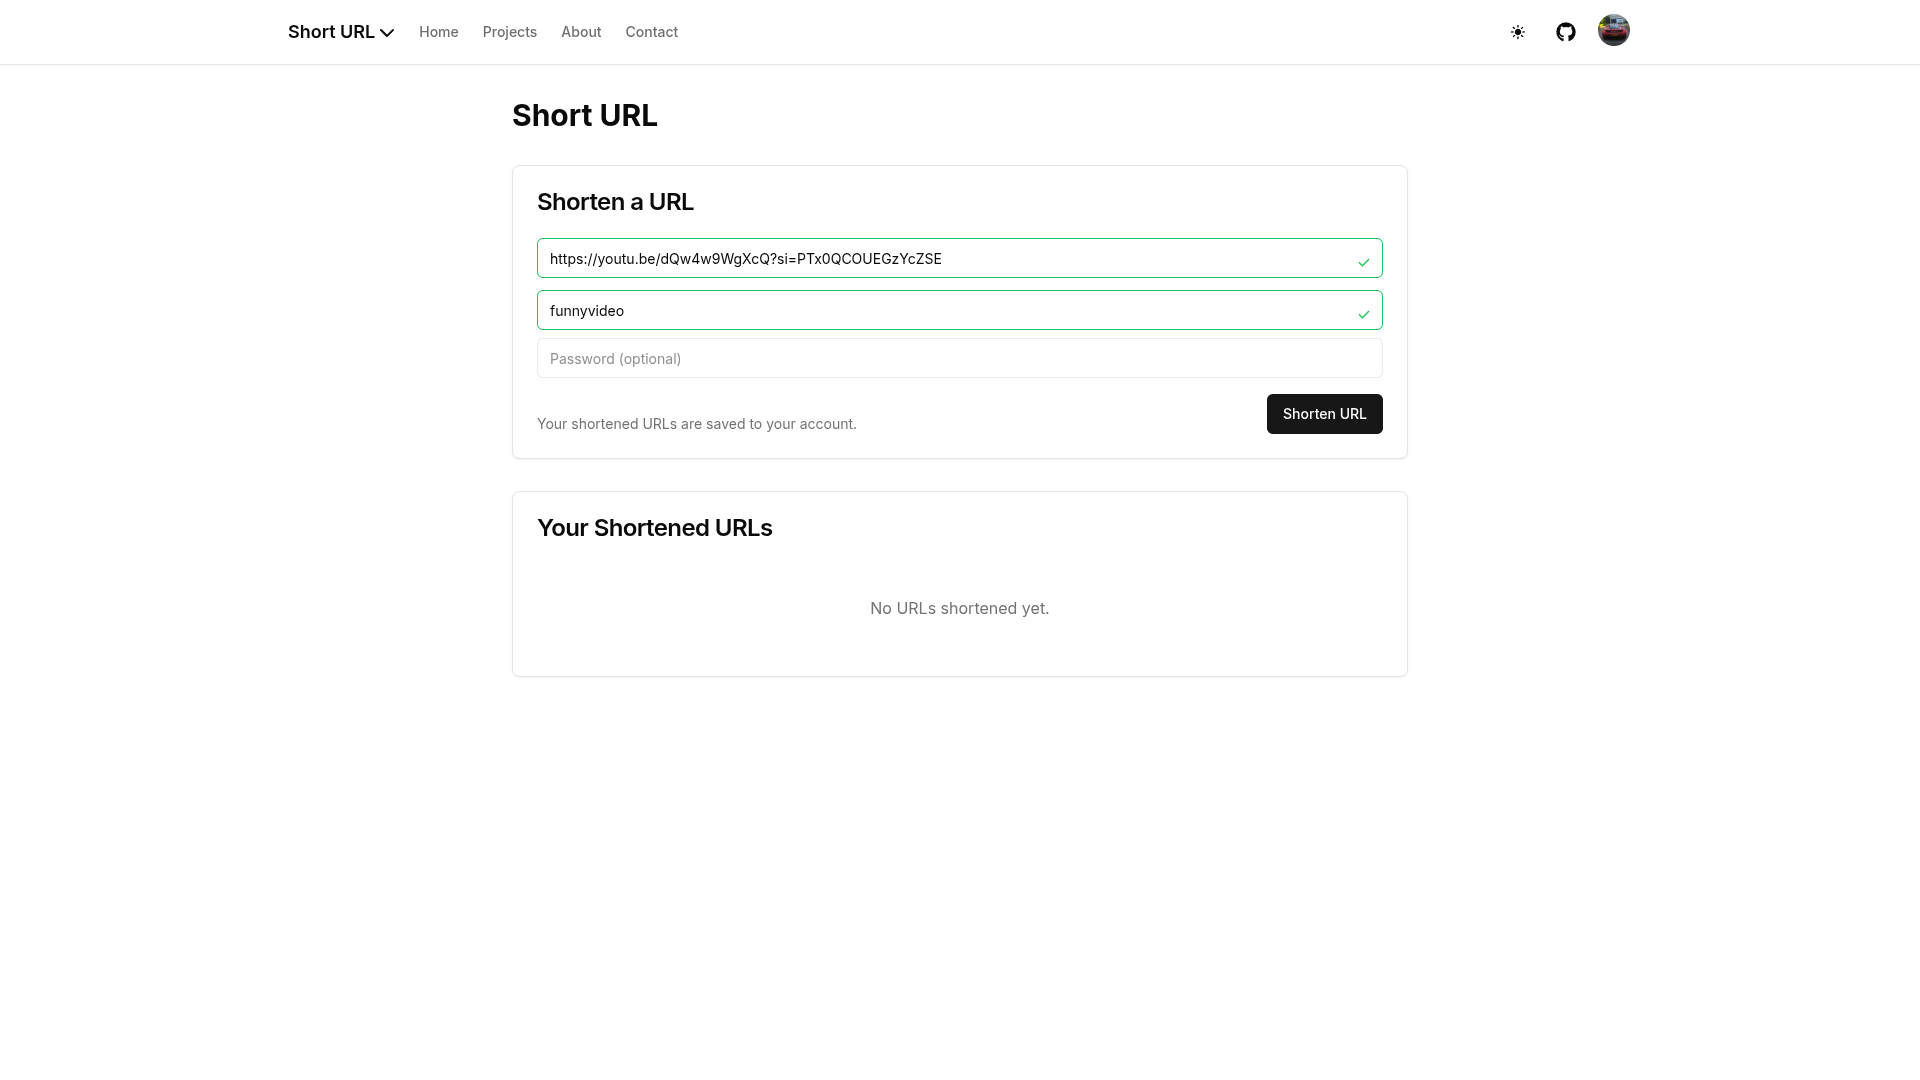 Short URL Home Projects About Contact
Short URL
Shorten a URL
https://youtu.be/dQw4w9WgXcQ?si=PTx0QCOUEGzYcZSE
funnyvideo
Password (optional)
Your shortened URLs are saved to your account. Shorten URL
Your Shortened URLs
No URLs shortened yet.